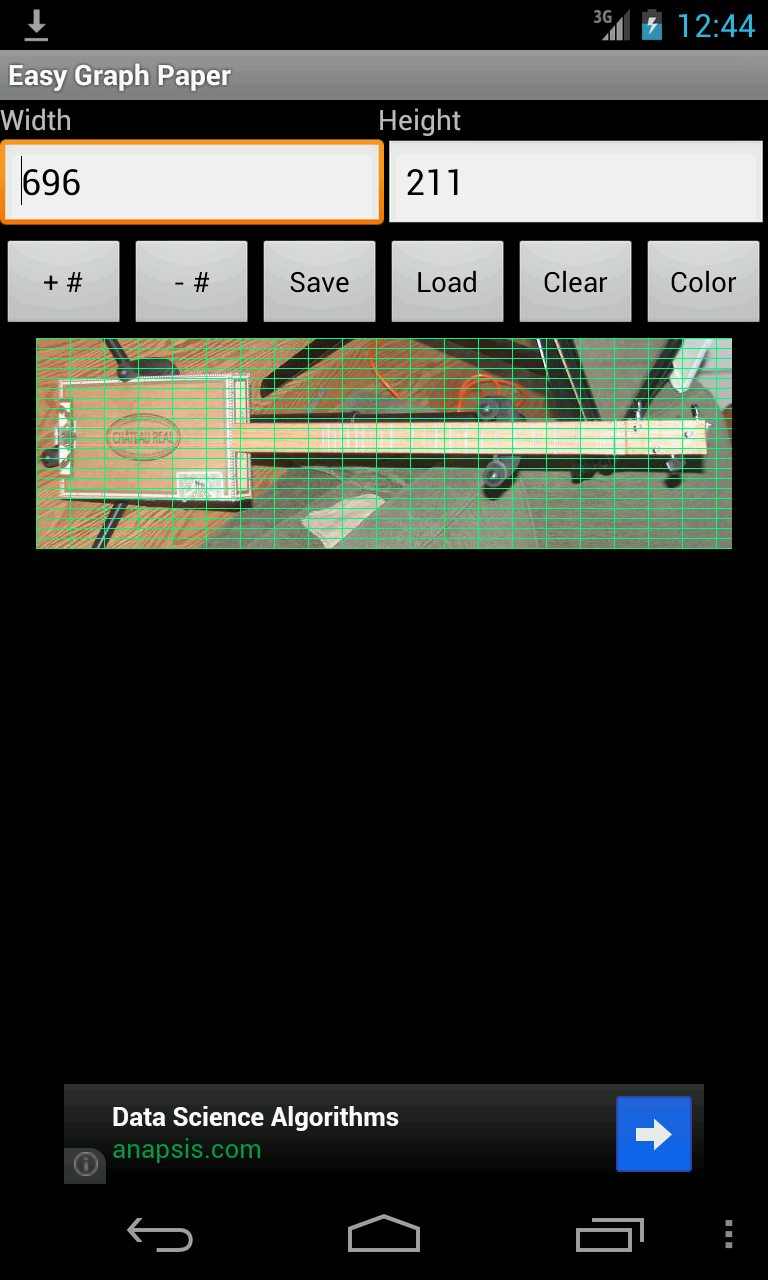 3G 12:44
Easy Graph Paper
Width Height
696 211
+ # - # Save Load Clear Color
CHATEAU REAL
Data Science Algorithms
anapsis.com